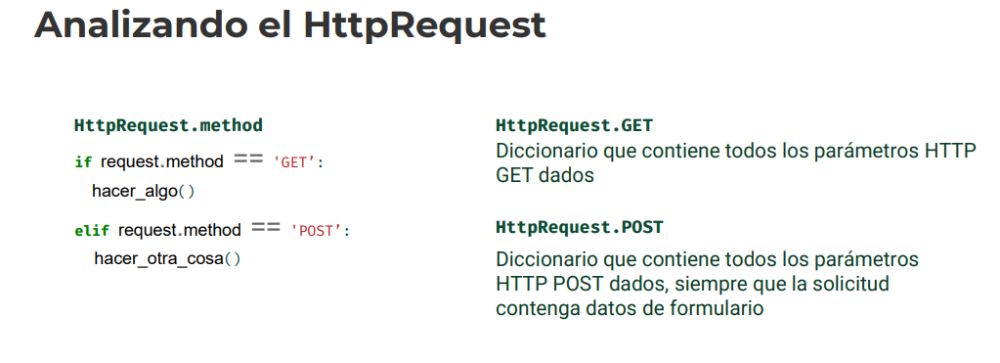 Analizando el HttpRequest
HttpRequest.method
if request.method == 'GET’:
hacer_algo()
elif request.method == 'POST’:
hacer_otra_cosa()
HttpRequest.GET
Diccionario que contiene todos los parámetros HTTP
GET dados
HttpRequest.POST
Diccionario que contiene todos los parámetros
HTTP POST dados, siempre que la solicitud
contenga datos de formulario